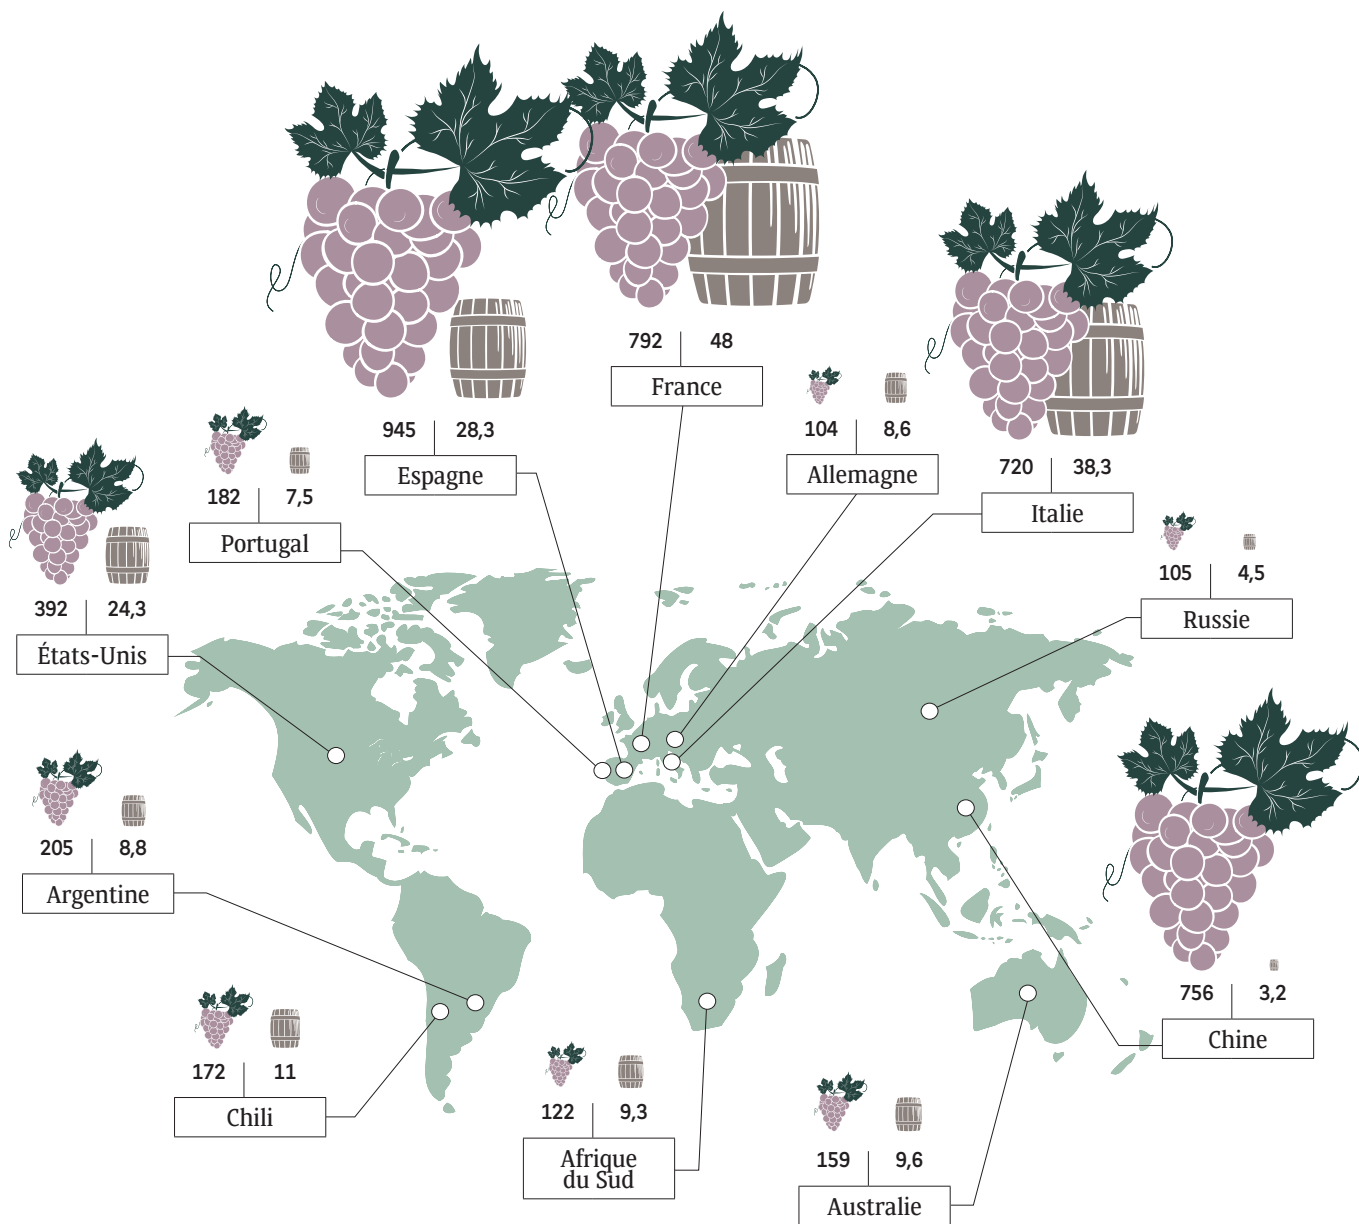 792 48
France
945 28,3
Espagne
104 8,6
Allemagne
720 38,3
Italie
182 7,5
Portugal
392 24,3
États-Unis
105 4,5
Russie
205 8,8
Argentine
756 3,2
Chine
172 11
Chili
122 9,3
Afrique
du Sud
159 9,6
Australie